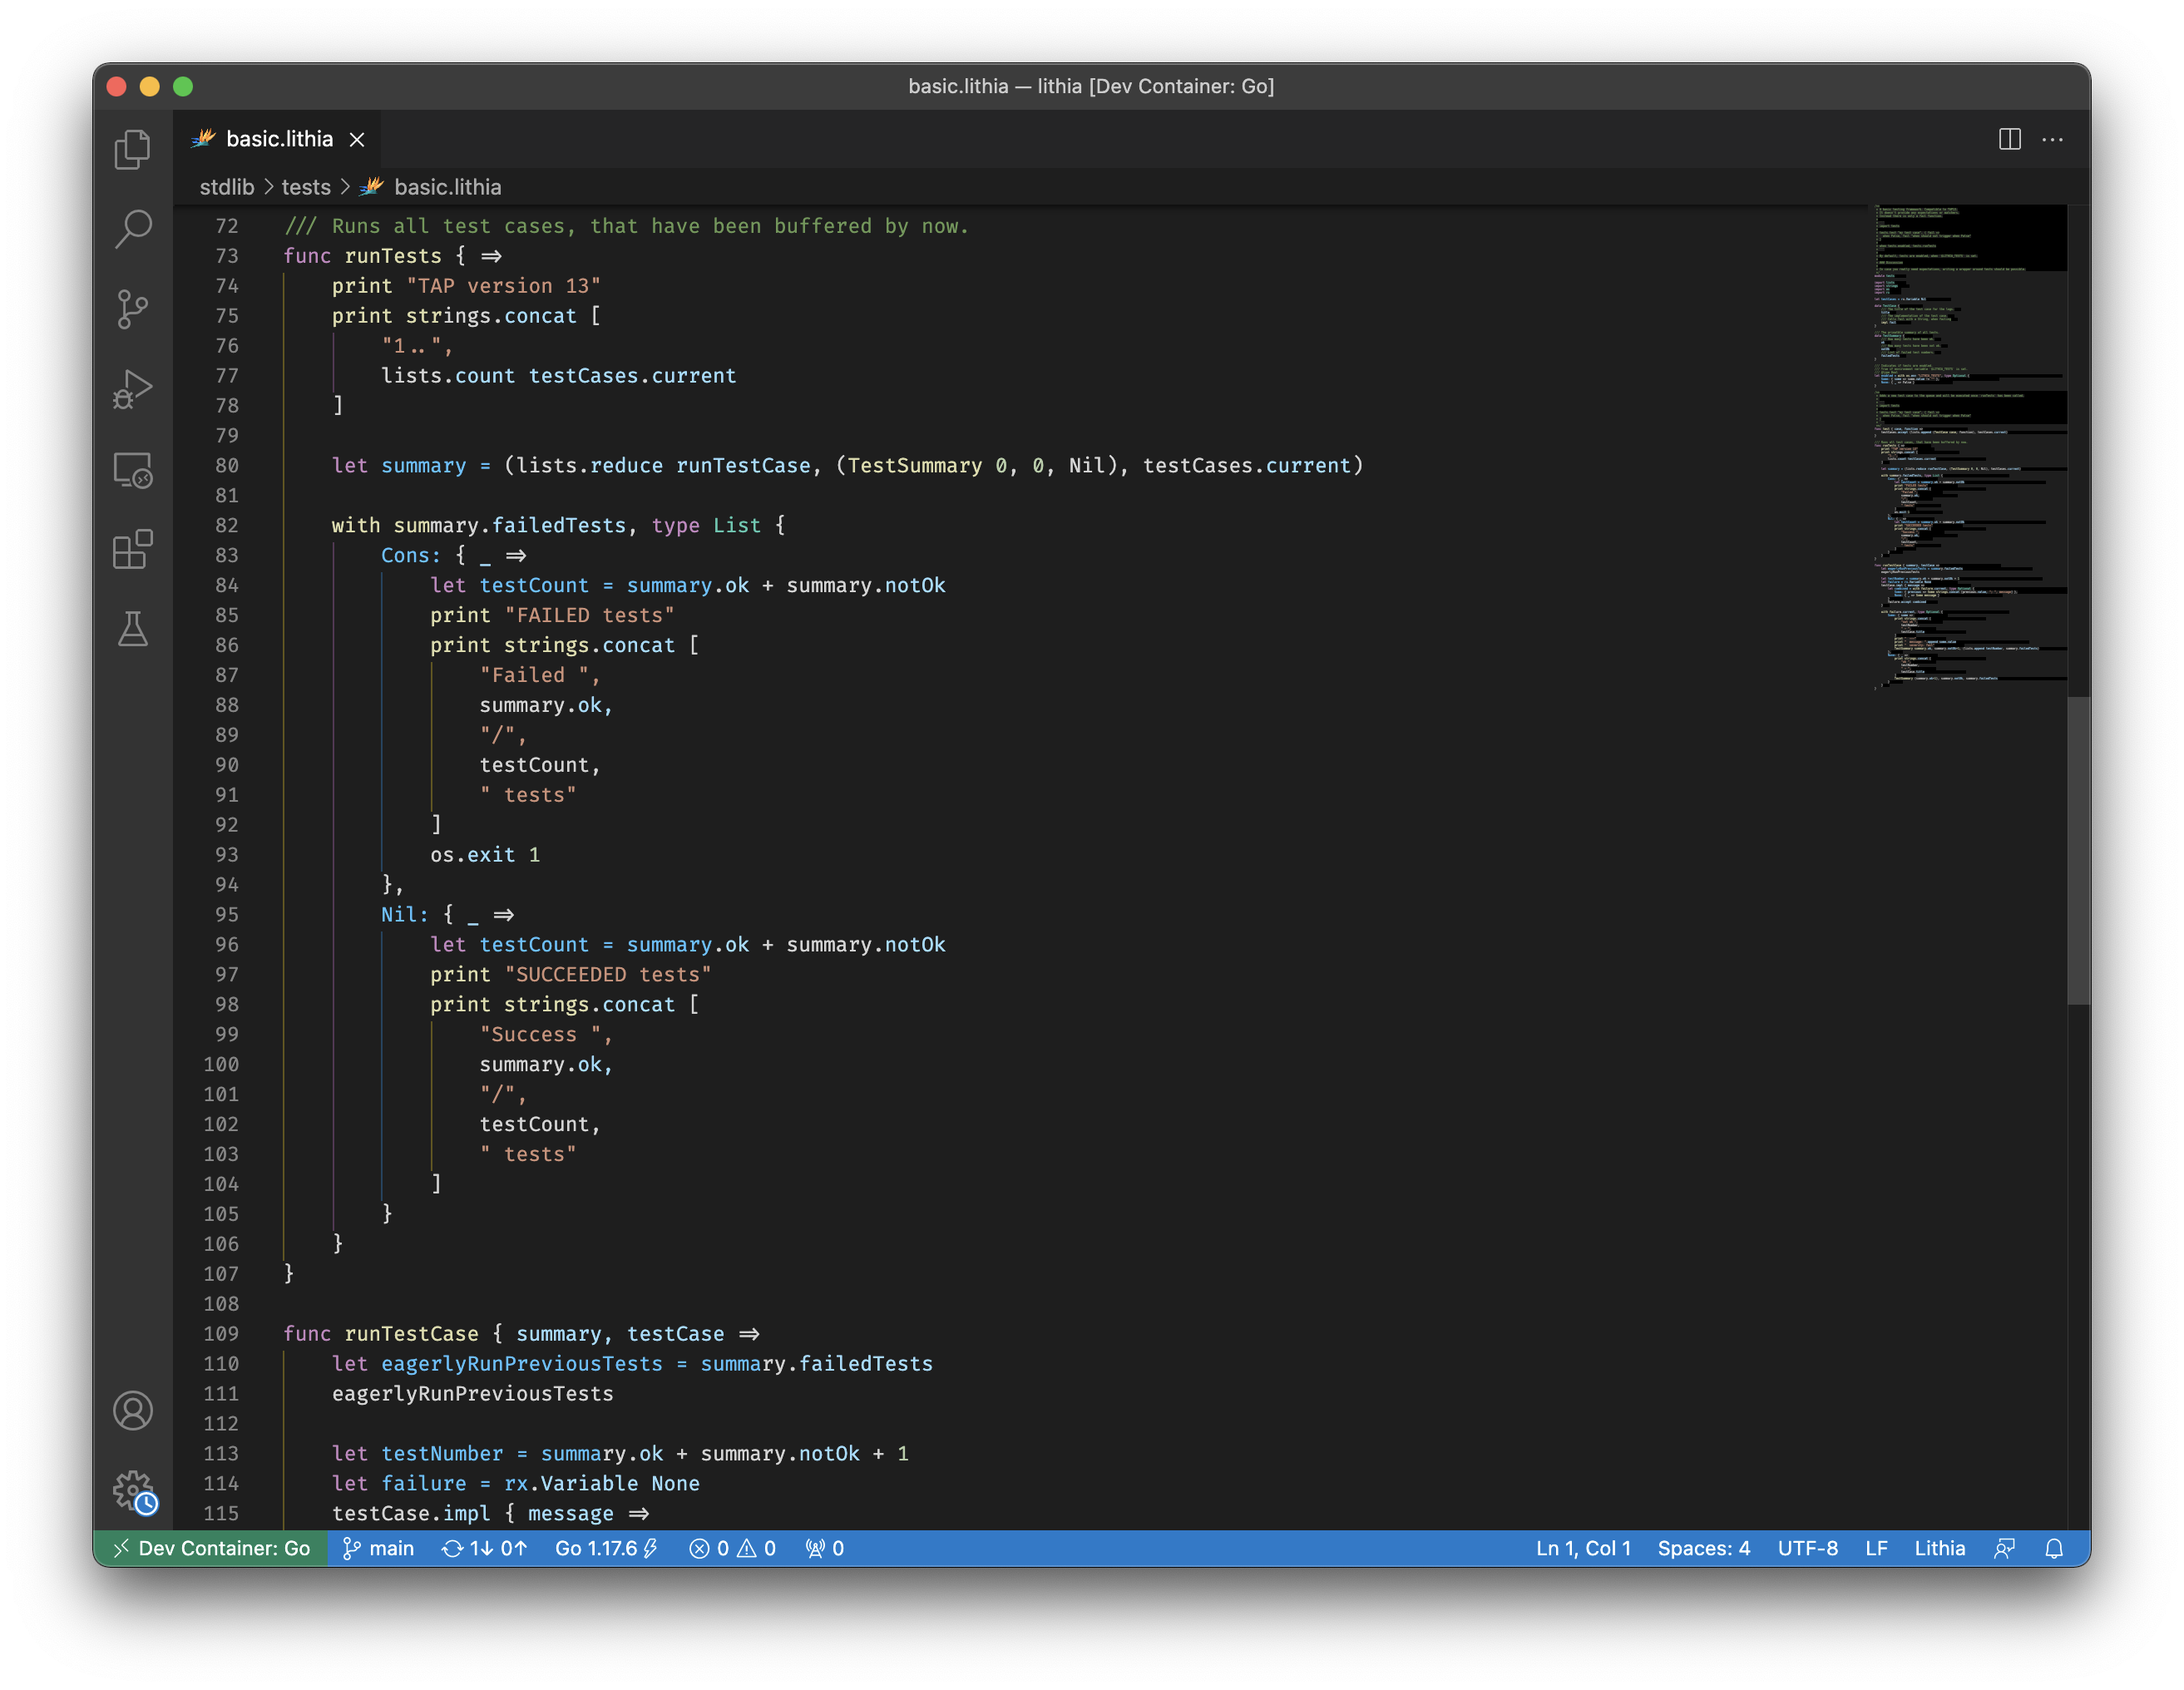 basic.lithia — lithia [Dev Container: Go]
basic.lithia
stdlib > tests > basic.lithia
72 /// Runs all test cases, that have been buffered by now.
73 func runTests { =>
74     print "TAP version 13"
75     print strings.concat [
76         "1..",
77         lists.count testCases.current
78     ]
79
80     let summary = (lists.reduce runTestCase, (TestSummary 0, 0, Nil), testCases.current)
81
82     with summary.failedTests, type List {
83         Cons: { _ =>
84             let testCount = summary.ok + summary.notOk
85             print "FAILED tests"
86             print strings.concat [
87                 "Failed ",
88                 summary.ok,
89                 "/",
90                 testCount,
91                 " tests"
92             ]
93             os.exit 1
94         },
95         Nil: { _ =>
96             let testCount = summary.ok + summary.notOk
97             print "SUCCEEDED tests"
98             print strings.concat [
99                 "Success ",
100                 summary.ok,
101                 "/",
102                 testCount,
103                 " tests"
104             ]
105         }
106     }
107 }
108
109 func runTestCase { summary, testCase =>
110     let eagerlyRunPreviousTests = summary.failedTests
111     eagerlyRunPreviousTests
112
113     let testNumber = summary.ok + summary.notOk + 1
114     let failure = rx.Variable None
115     testCase.impl { message =>
Dev Container: Go main 1↓ 0↑ Go 1.17.6 0 0 0 Ln 1, Col 1 Spaces: 4 UTF-8 LF Lithia